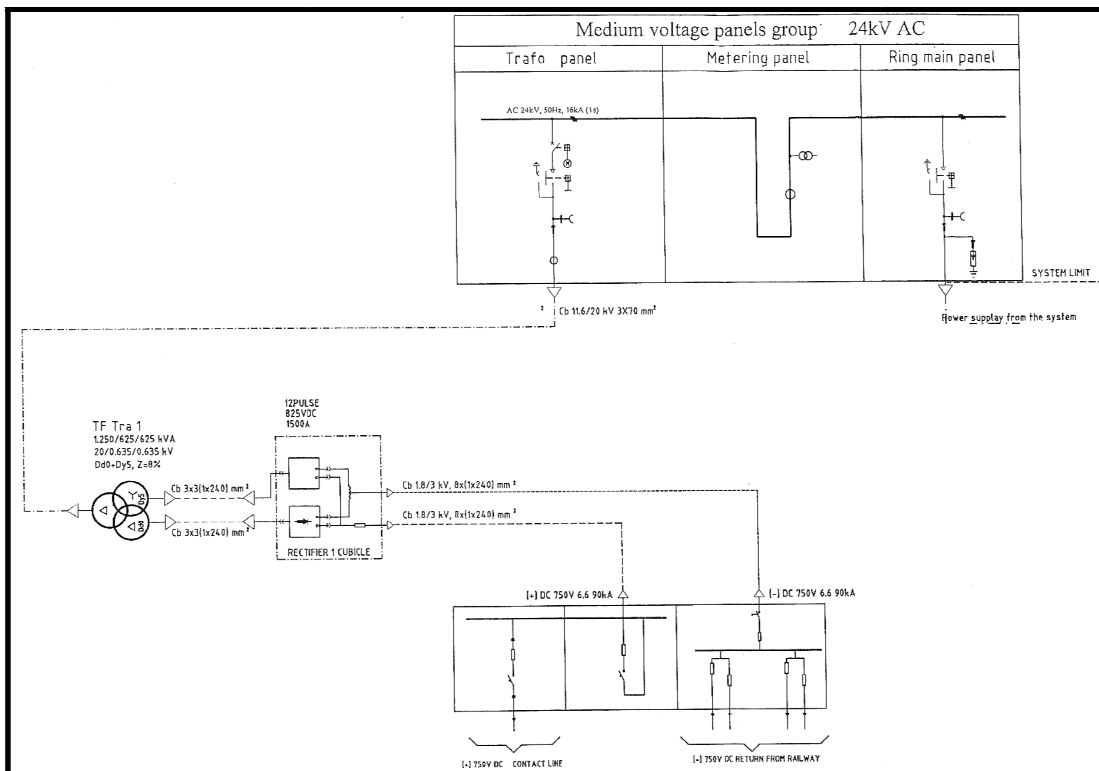 Medium voltage panels group 24kV AC
Trafo panel
Metering panel
Ring main panel
AC 24kV, 50Hz, 16kA (1s)
M
SYSTEM LIMIT
2 Cb 11.6/20 kV 3X70 mm²
Power supplay from the system
12PULSE
825VDC
1500A
TF Tra 1
1.250/625/625 kVA
20/0.635/0.635 kV
Dd0+Dy5, Z=8%
Dy5
Dd0
Cb 3x3(1x240) mm²
Cb 3x3(1x240) mm²
Cb 1.8/3 kV, 8x(1x240) mm²
Cb 1.8/3 kV, 8x(1x240) mm²
RECTIFIER 1 CUBICLE
[+] DC 750V 6.6 90kA
[-] DC 750V 6.6 90kA
[+] 750V DC CONTACT LINE
[-] 750V DC RETURN FROM RAILWAY